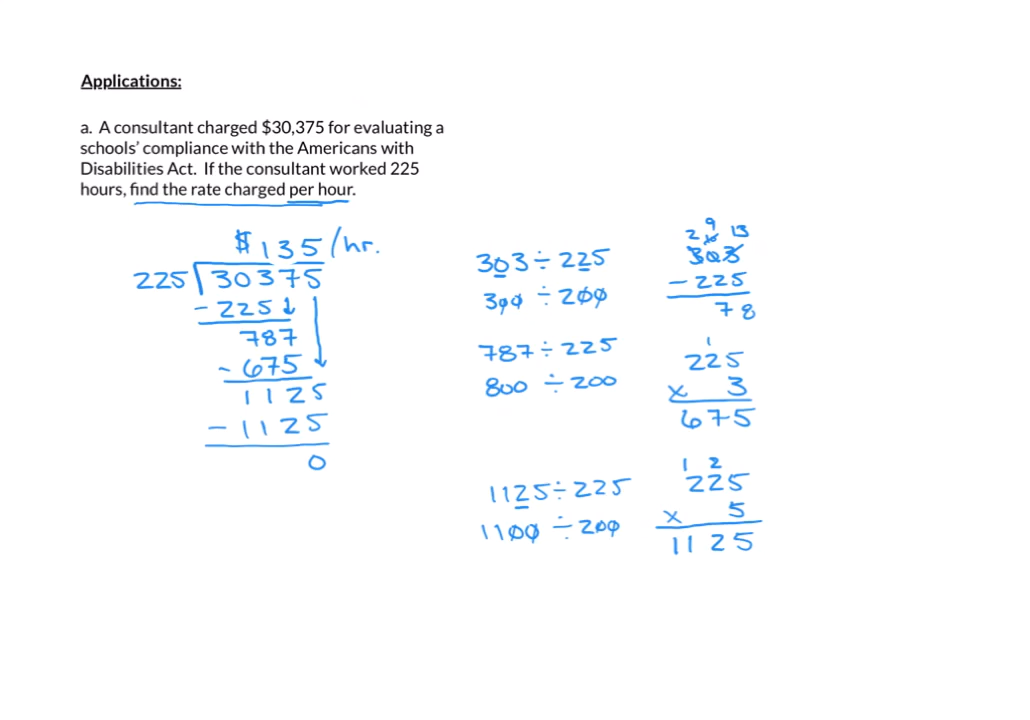 Applications:
a. A consultant charged $30,375 for evaluating a
schools' compliance with the Americans with
Disabilities Act. If the consultant worked 225
hours, find the rate charged per hour.
$135/hr.
225)30375
-225
787
-675
1125
-1125
0
303÷225
300÷200
787÷225
800÷200
1125÷225
1100÷200
2 9 13
10
303
-225
78
1
225
x 3
675
1 2
225
x 5
1125